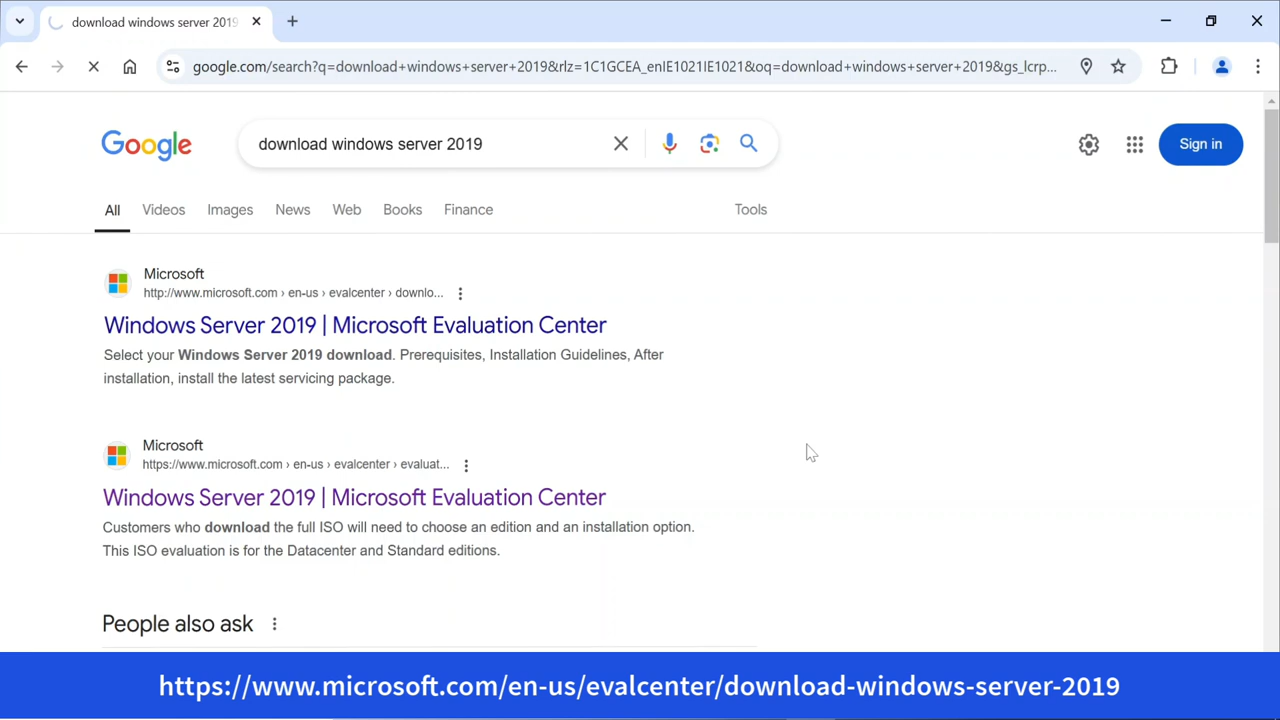 download windows server 2019
google.com/search?q=download+windows+server+2019&rlz=1C1GCEA_enIE1021IE1021&oq=download+windows+server+2019&gs_lcrp...
Google
download windows server 2019
Sign in
All
Videos
Images
News
Web
Books
Finance
Tools
Microsoft
http://www.microsoft.com › en-us › evalcenter › downlo...
Windows Server 2019 | Microsoft Evaluation Center
Select your Windows Server 2019 download. Prerequisites, Installation Guidelines, After
installation, install the latest servicing package.
Microsoft
https://www.microsoft.com › en-us › evalcenter › evaluat...
Windows Server 2019 | Microsoft Evaluation Center
Customers who download the full ISO will need to choose an edition and an installation option.
This ISO evaluation is for the Datacenter and Standard editions.
People also ask
https://www.microsoft.com/en-us/evalcenter/download-windows-server-2019